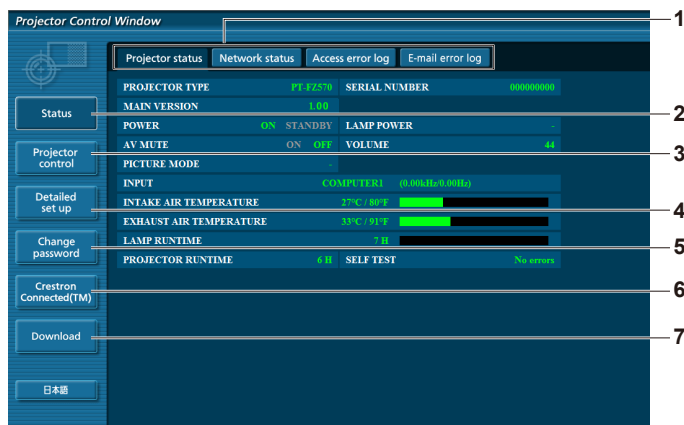 Projector Control Window
1
Projector status Network status Access error log E-mail error log
PROJECTOR TYPE PT-FZ570 SERIAL NUMBER 000000000
MAIN VERSION 1.00
Status
2
POWER ON STANDBY LAMP POWER -
AV MUTE ON OFF VOLUME 44
Projector
control
3
PICTURE MODE -
INPUT COMPUTER1 (0.00kHz/0.00Hz)
Detailed
set up
4
INTAKE AIR TEMPERATURE 27°C / 80°F
EXHAUST AIR TEMPERATURE 33°C / 91°F
Change
password
5
LAMP RUNTIME 7 H
PROJECTOR RUNTIME 6 H SELF TEST No errors
Crestron
Connected(TM)
6
Download
7
日本語